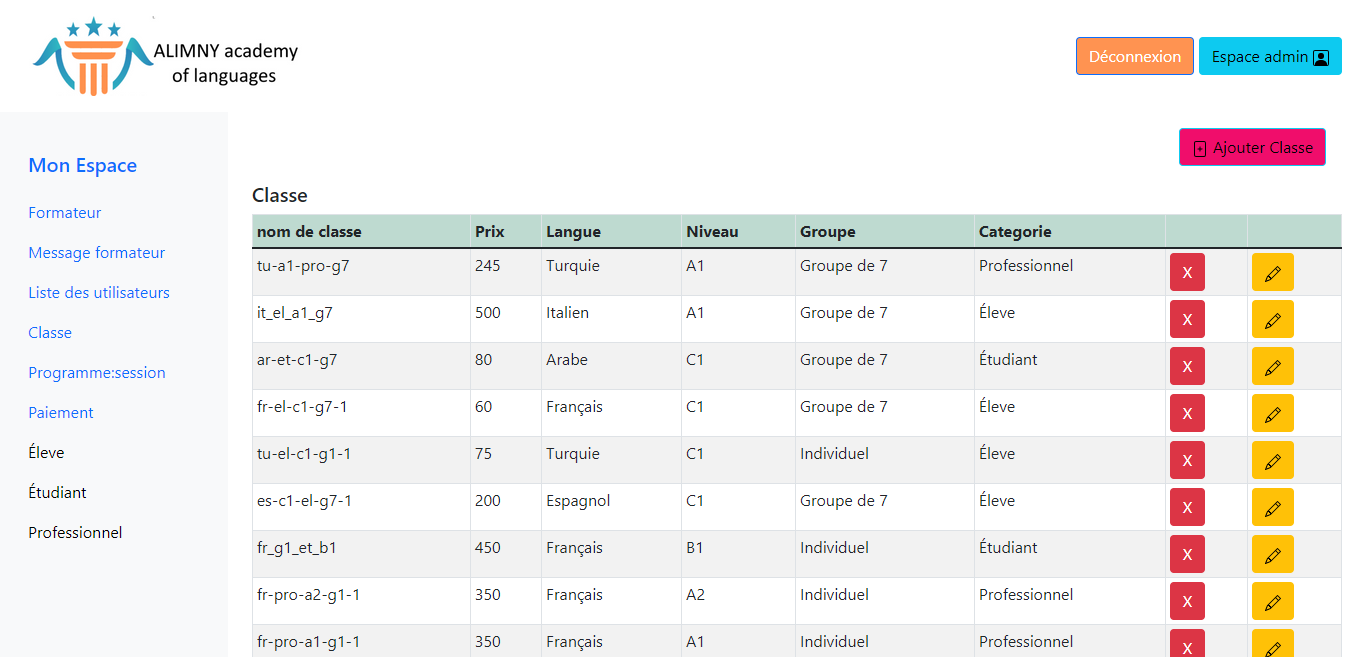 ALIMNY academy
of languages
Déconnexion
Espace admin
Mon Espace
Formateur
Message formateur
Liste des utilisateurs
Classe
Programme:session
Paiement
Éleve
Étudiant
Professionnel
Ajouter Classe
Classe
nom de classe Prix Langue Niveau Groupe Categorie
tu-a1-pro-g7 245 Turquie A1 Groupe de 7 Professionnel X
it_el_a1_g7 500 Italien A1 Groupe de 7 Éleve X
ar-et-c1-g7 80 Arabe C1 Groupe de 7 Étudiant X
fr-el-c1-g7-1 60 Français C1 Groupe de 7 Éleve X
tu-el-c1-g1-1 75 Turquie C1 Individuel Éleve X
es-c1-el-g7-1 200 Espagnol C1 Groupe de 7 Éleve X
fr_g1_et_b1 450 Français B1 Individuel Étudiant X
fr-pro-a2-g1-1 350 Français A2 Individuel Professionnel X
fr-pro-a1-g1-1 350 Français A1 Individuel Professionnel X